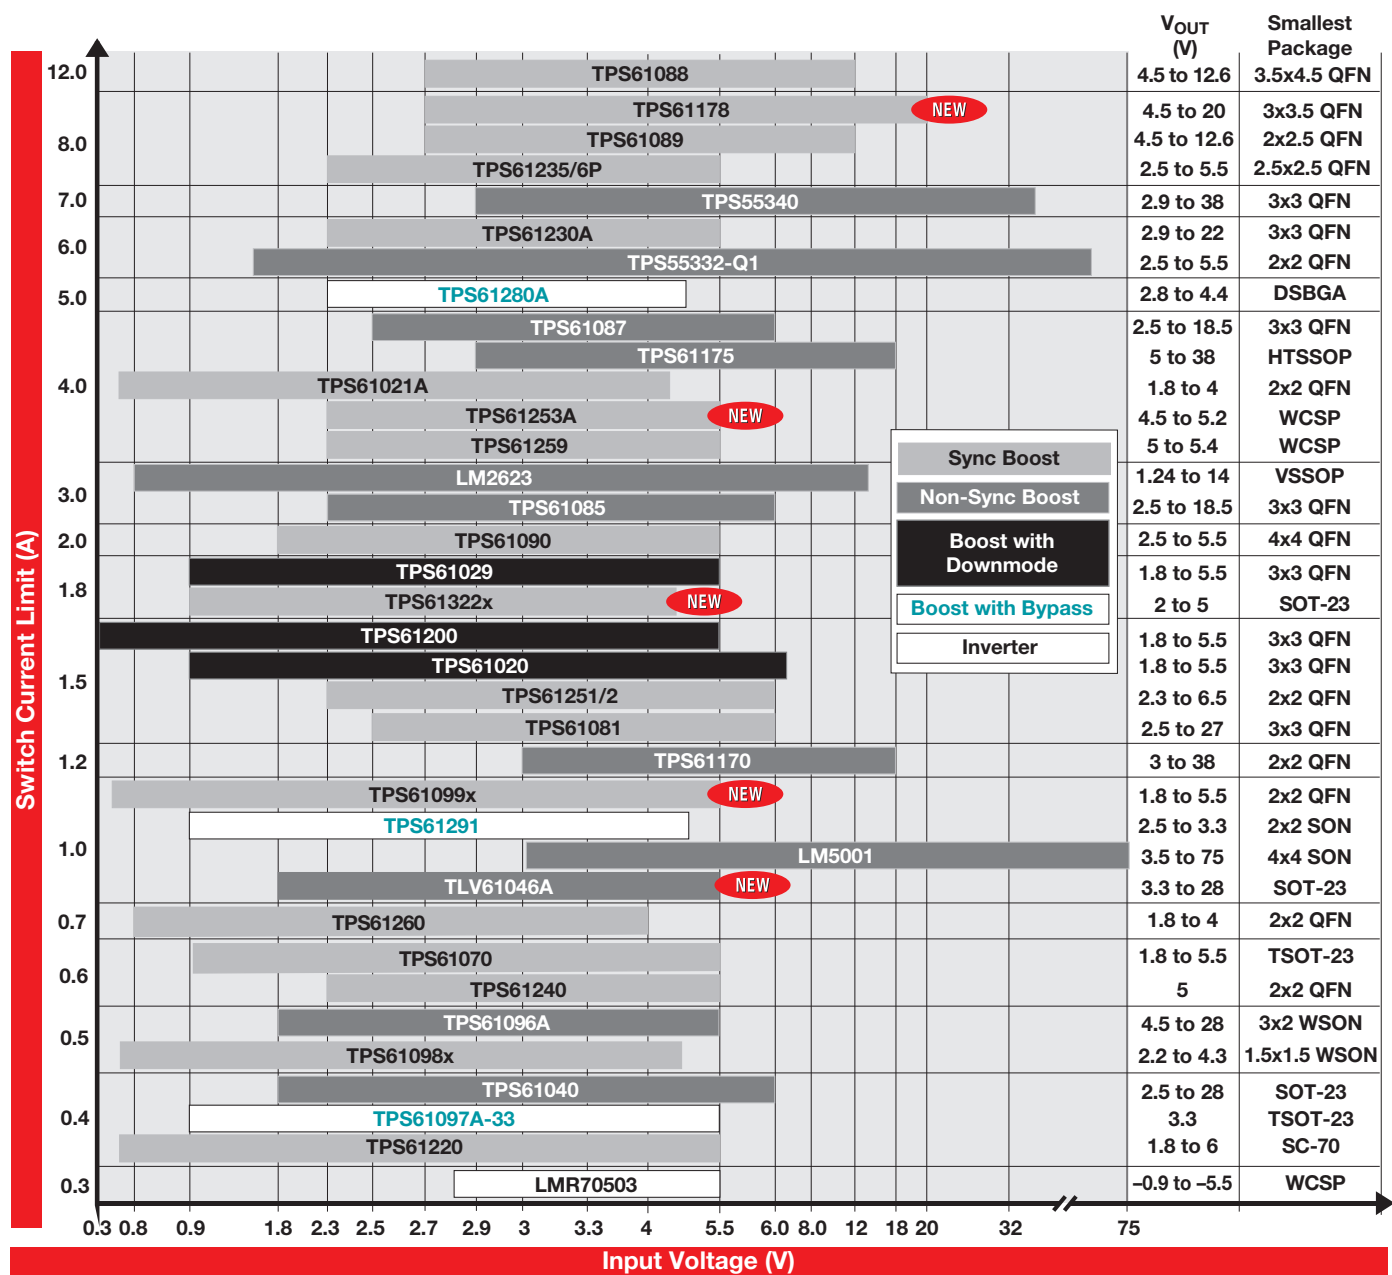 V_OUT (V)
Smallest Package
Switch Current Limit (A)
12.0
TPS61088
4.5 to 12.6
3.5x4.5 QFN
TPS61178
NEW
4.5 to 20
3x3.5 QFN
8.0
TPS61089
4.5 to 12.6
2x2.5 QFN
TPS61235/6P
2.5 to 5.5
2.5x2.5 QFN
7.0
TPS55340
2.9 to 38
3x3 QFN
6.0
TPS61230A
2.9 to 22
3x3 QFN
TPS55332-Q1
2.5 to 5.5
2x2 QFN
5.0
TPS61280A
2.8 to 4.4
DSBGA
TPS61087
2.5 to 18.5
3x3 QFN
TPS61175
5 to 38
HTSSOP
4.0
TPS61021A
1.8 to 4
2x2 QFN
TPS61253A
NEW
4.5 to 5.2
WCSP
TPS61259
5 to 5.4
WCSP
Sync Boost
Non-Sync Boost
Boost with
Downmode
Boost with Bypass
Inverter
3.0
LM2623
1.24 to 14
VSSOP
TPS61085
2.5 to 18.5
3x3 QFN
2.0
TPS61090
2.5 to 5.5
4x4 QFN
1.8
TPS61029
1.8 to 5.5
3x3 QFN
TPS61322x
NEW
2 to 5
SOT-23
TPS61200
1.8 to 5.5
3x3 QFN
1.5
TPS61020
1.8 to 5.5
3x3 QFN
TPS61251/2
2.3 to 6.5
2x2 QFN
TPS61081
2.5 to 27
3x3 QFN
1.2
TPS61170
3 to 38
2x2 QFN
TPS61099x
NEW
1.8 to 5.5
2x2 QFN
1.0
TPS61291
2.5 to 3.3
2x2 SON
LM5001
3.5 to 75
4x4 SON
TLV61046A
NEW
3.3 to 28
SOT-23
0.7
TPS61260
1.8 to 4
2x2 QFN
0.6
TPS61070
1.8 to 5.5
TSOT-23
TPS61240
5
2x2 QFN
0.5
TPS61096A
4.5 to 28
3x2 WSON
TPS61098x
2.2 to 4.3
1.5x1.5 WSON
TPS61040
2.5 to 28
SOT-23
0.4
TPS61097A-33
3.3
TSOT-23
TPS61220
1.8 to 6
SC-70
0.3
LMR70503
–0.9 to –5.5
WCSP
0.3 0.8 0.9 1.8 2.3 2.5 2.7 2.9 3 3.3 4 5.5 6.0 8.0 12 18 20 32 75
Input Voltage (V)